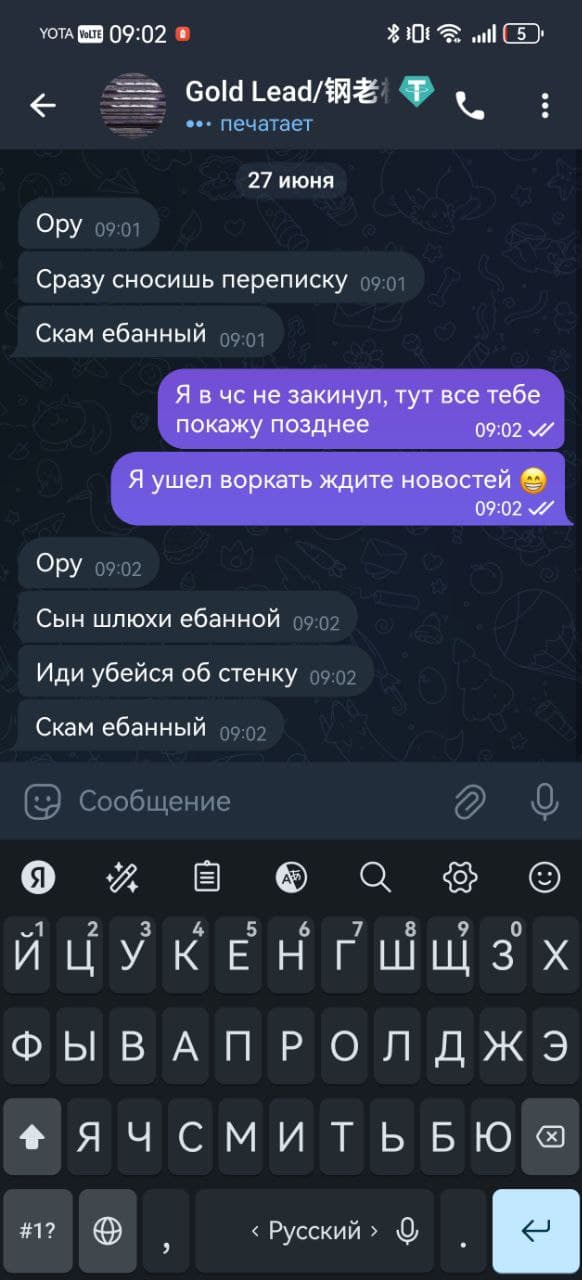 YOTA VoLTE 09:02 5
Gold Lead/钢老
печатает
27 июня
Ору 09:01
Сразу сносишь переписку 09:01
Скам ебанный 09:01
Я в чс не закинул, тут все тебе
покажу позднее 09:02
Я ушел воркать ждите новостей 😁
09:02
Ору 09:02
Сын шлюхи ебанной 09:02
Иди убейся об стенку 09:02
Скам ебанный 09:02
Сообщение
Я
1 2 3 4 5 6 7 8 9 0
Й Ц У К Е Н Г Ш Щ З Х
Ф Ы В А П Р О Л Д Ж Э
Я Ч С М И Т Ь Б Ю
#1? , < Русский > .